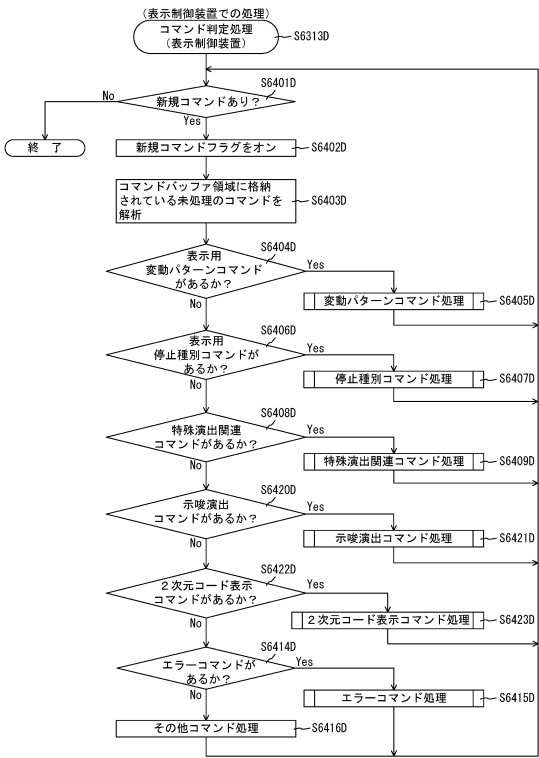 （表示制御装置での処理）
コマンド判定処理
（表示制御装置）
S6313D
S6401D
新規コマンドあり？
No
Yes
終 了
新規コマンドフラグをオン
S6402D
コマンドバッファ領域に格納
されている未処理のコマンドを
解析
S6403D
S6404D
表示用
変動パターンコマンド
があるか？
Yes
No
変動パターンコマンド処理
S6405D
S6406D
表示用
停止種別コマンドが
あるか？
Yes
No
停止種別コマンド処理
S6407D
S6408D
特殊演出関連
コマンドがあるか？
Yes
No
特殊演出関連コマンド処理
S6409D
S6420D
示唆演出
コマンドがあるか？
Yes
No
示唆演出コマンド処理
S6421D
S6422D
２次元コード表示
コマンドがあるか？
Yes
No
２次元コード表示コマンド処理
S6423D
S6414D
エラーコマンドが
あるか？
Yes
No
エラーコマンド処理
S6415D
その他コマンド処理
S6416D